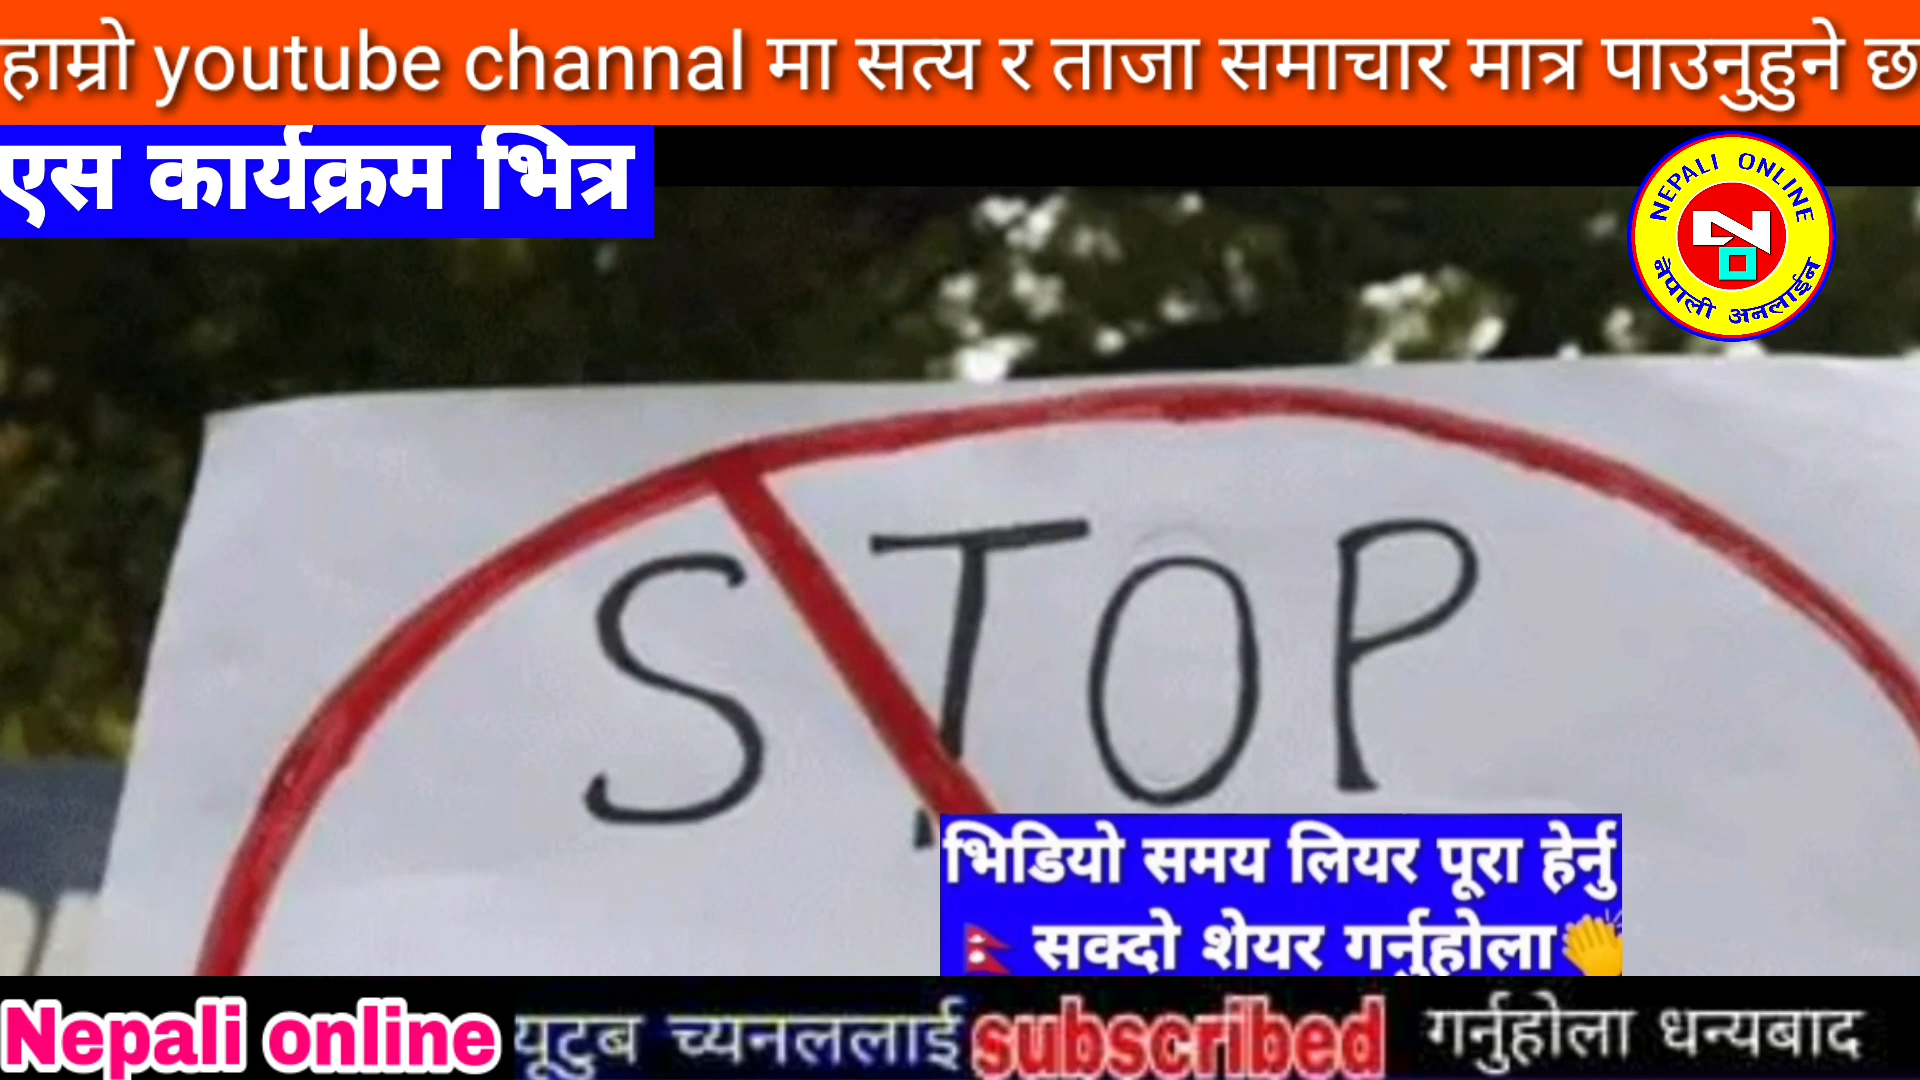 हाम्रो youtube channal मा सत्य र ताजा समाचार मात्र पाउनुहुने छ
एस कार्यक्रम भित्र
NEPALI ONLINE
नेपाली अनलाईन
STOP
भिडियो समय लियर पूरा हेर्नु
🇳🇵 सक्दो शेयर गर्नुहोला👏
Nepali online यूटुब च्यनललाई subscribed गर्नुहोला धन्यबाद